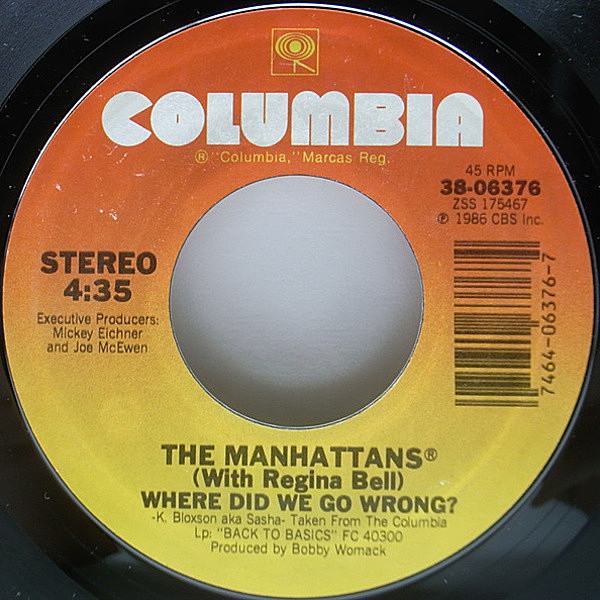 COLUMBIA
® "Columbia," Marcas Reg.
45 RPM
38-06376
ZSS 175467
℗ 1986 CBS Inc.
STEREO
4:35
Executive Producers:
Mickey Eichner
and Joe McEwen
7464-06376-7
THE MANHATTANS®
(With Regina Bell)
WHERE DID WE GO WRONG?
-K. Bloxson aka Sasha- Taken From The Columbia
Lp: "BACK TO BASICS" FC 40300
Produced by Bobby Womack